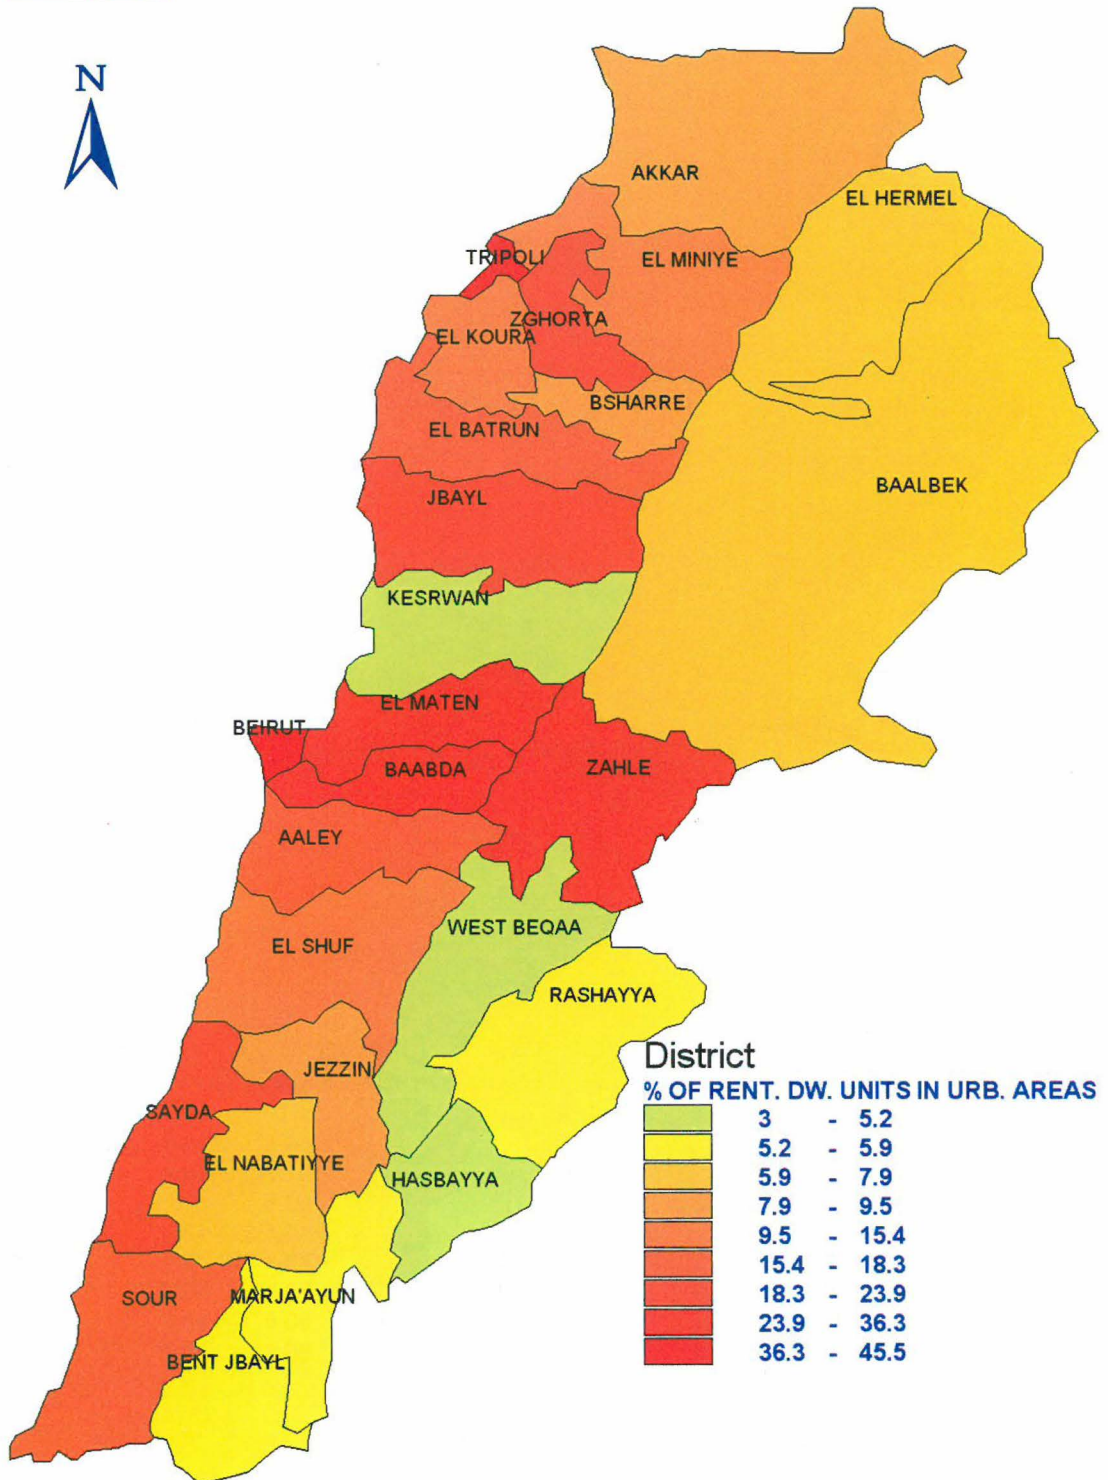 N
AKKAR
EL HERMEL
TRIPOLI
EL MINIYE
ZGHORTA
EL KOURA
BSHARRE
EL BATRUN
BAALBEK
JBAYL
KESRWAN
EL MATEN
BEIRUT
BAABDA
ZAHLE
AALEY
WEST BEQAA
EL SHUF
RASHAYYA
JEZZIN
SAYDA
EL NABATIYYE
HASBAYYA
MARJA'AYUN
SOUR
BENT JBAYL
District
% OF RENT. DW. UNITS IN URB. AREAS
3 - 5.2
5.2 - 5.9
5.9 - 7.9
7.9 - 9.5
9.5 - 15.4
15.4 - 18.3
18.3 - 23.9
23.9 - 36.3
36.3 - 45.5